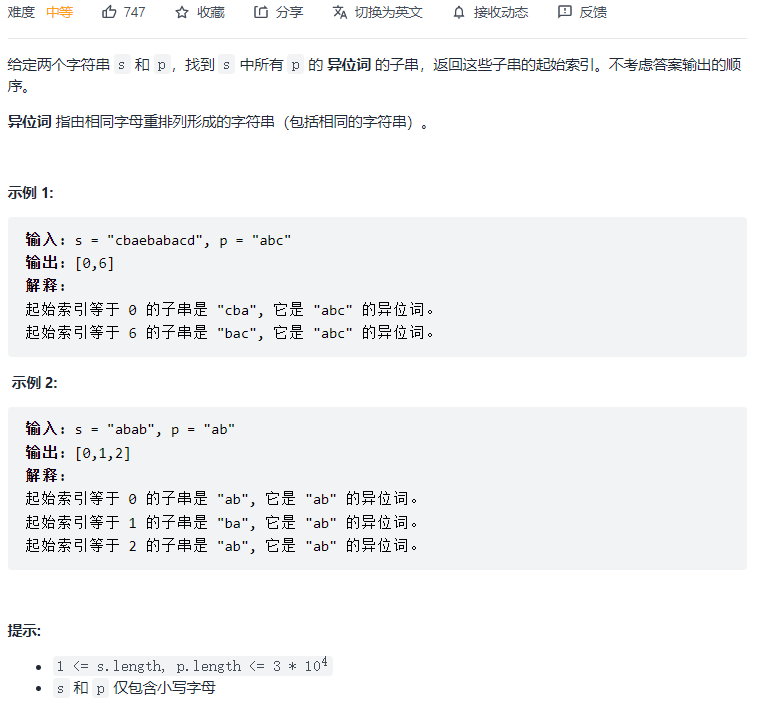 难度 中等 747 收藏 分享 切换为英文 接收动态 反馈
给定两个字符串 s 和 p，找到 s 中所有 p 的 异位词 的子串，返回这些子串的起始索引。不考虑答案输出的顺
序。
异位词 指由相同字母重排列形成的字符串（包括相同的字符串）。
示例 1:
输入: s = "cbaebabacd", p = "abc"
输出: [0,6]
解释:
起始索引等于 0 的子串是 "cba", 它是 "abc" 的异位词。
起始索引等于 6 的子串是 "bac", 它是 "abc" 的异位词。
示例 2:
输入: s = "abab", p = "ab"
输出: [0,1,2]
解释:
起始索引等于 0 的子串是 "ab", 它是 "ab" 的异位词。
起始索引等于 1 的子串是 "ba", 它是 "ab" 的异位词。
起始索引等于 2 的子串是 "ab", 它是 "ab" 的异位词。
提示:
• 1 <= s.length, p.length <= 3 * 10⁴
• s 和 p 仅包含小写字母